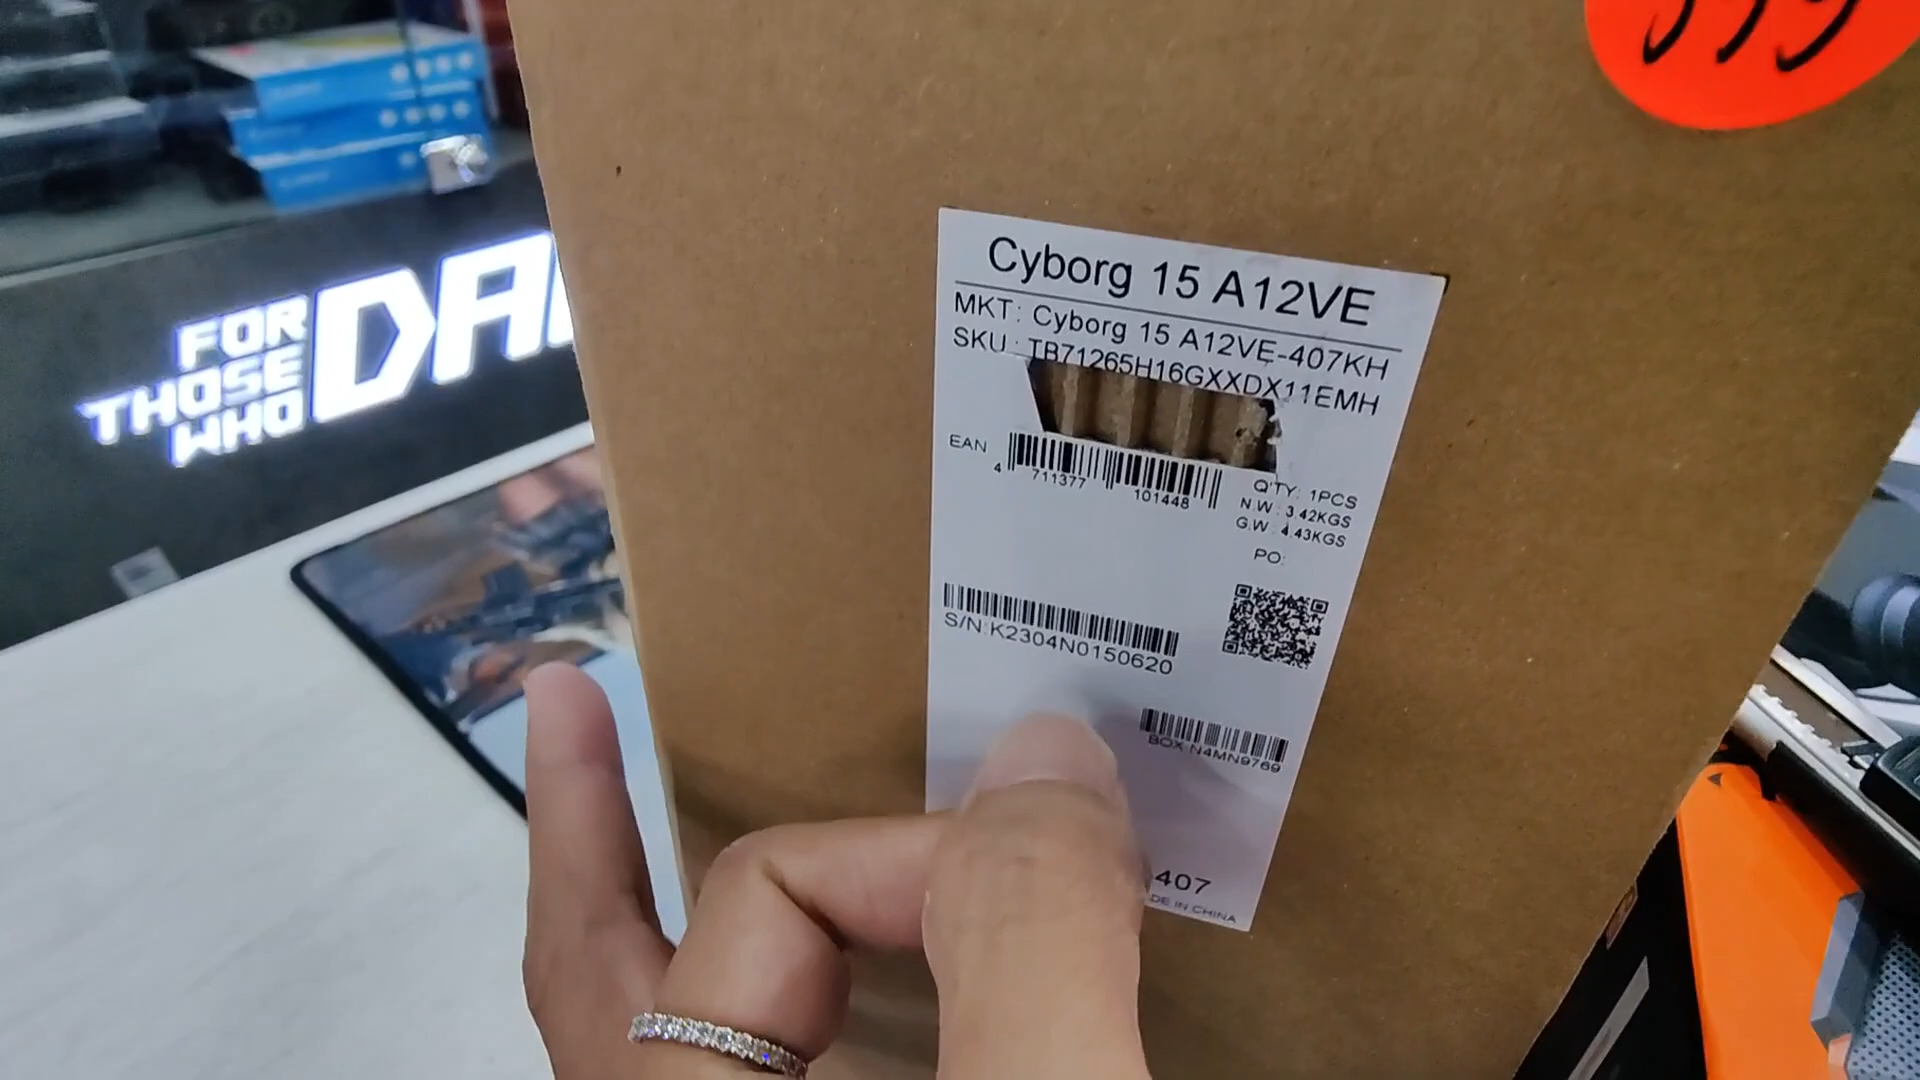 FOR
THOSE
WHO
Cyborg 15 A12VE
MKT: Cyborg 15 A12VE-407KH
SKU: TB71265H16GXXDX11EMH
EAN
4 711377 101448
Q'TY: 1PCS
N.W: 3.42KGS
G.W: 4.43KGS
PO:
S/N:K2304N0150620
BOX N4MN9769
407
DE IN CHINA